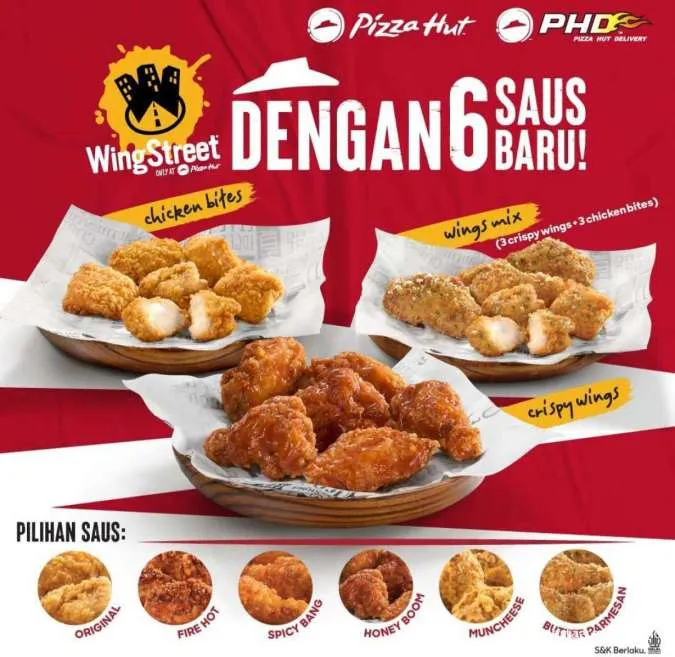 Pizza Hut
PHD
PIZZA HUT DELIVERY
WingStreet
ONLY AT Pizza Hut
DENGAN 6 SAUS BARU!
chicken bites
wings mix
(3 crispy wings + 3 chicken bites)
crispy wings
PILIHAN SAUS:
ORIGINAL
FIRE HOT
SPICY BANG
HONEY BOOM
MUNCHEESE
PARMESAN
S&K Berlaku.